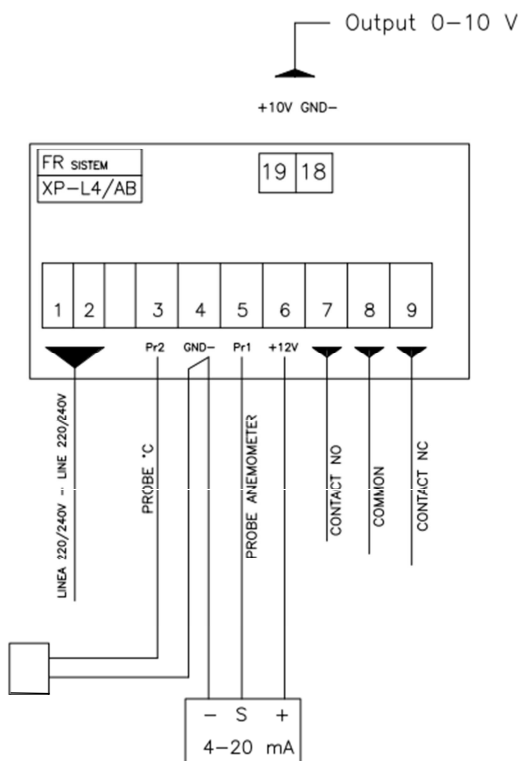 Output 0-10 V
+10V GND-
FR SISTEM
XP-L4/AB
19 18
1 2 3 4 5 6 7 8 9
Pr2 GND- Pr1 +12V
LINEA 220/240V - LINE 220/240V
PROBE °C
PROBE ANEMOMETER
CONTACT NO
COMMON
CONTACT NC
- S +
4-20 mA